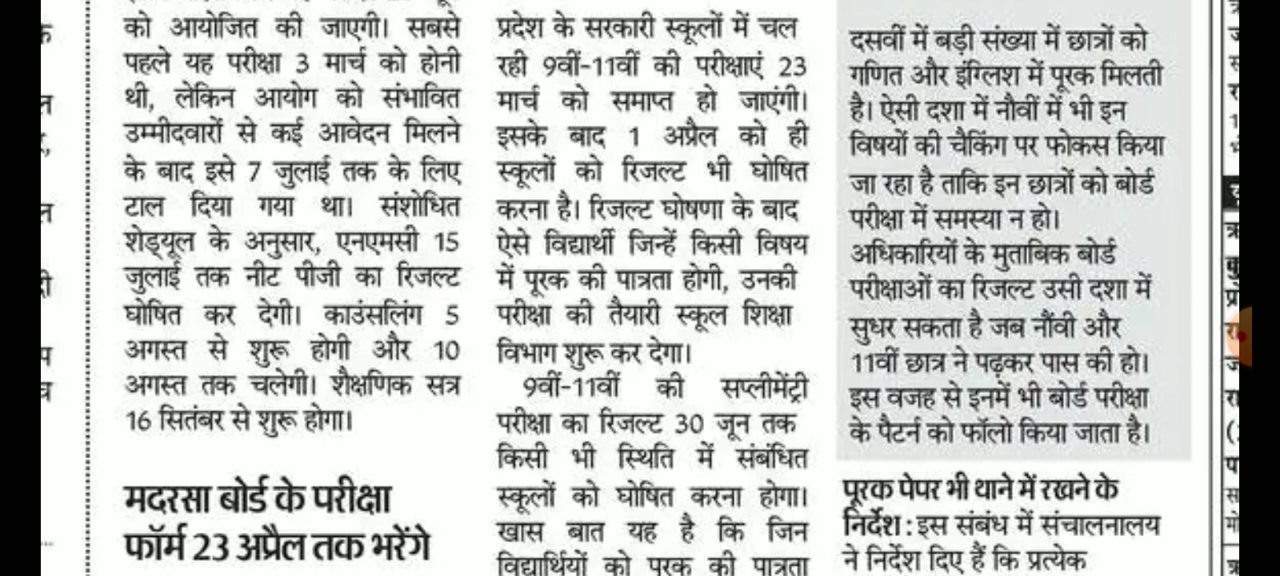 को आयोजित की जाएगी। सबसे
पहले यह परीक्षा 3 मार्च को होनी
थी, लेकिन आयोग को संभावित
उम्मीदवारों से कई आवेदन मिलने
के बाद इसे 7 जुलाई तक के लिए
टाल दिया गया था। संशोधित
शेड्यूल के अनुसार, एनएमसी 15
जुलाई तक नीट पीजी का रिजल्ट
घोषित कर देगी। काउंसलिंग 5
अगस्त से शुरू होगी और 10
अगस्त तक चलेगी। शैक्षणिक सत्र
16 सितंबर से शुरू होगा।
मदरसा बोर्ड के परीक्षा
फॉर्म 23 अप्रैल तक भरेंगे
प्रदेश के सरकारी स्कूलों में चल
रही 9वीं-11वीं की परीक्षाएं 23
मार्च को समाप्त हो जाएंगी।
इसके बाद 1 अप्रैल को ही
स्कूलों को रिजल्ट भी घोषित
करना है। रिजल्ट घोषणा के बाद
ऐसे विद्यार्थी जिन्हें किसी विषय
में पूरक की पात्रता होगी, उनकी
परीक्षा की तैयारी स्कूल शिक्षा
विभाग शुरू कर देगा।
9वीं-11वीं की सप्लीमेंट्री
परीक्षा का रिजल्ट 30 जून तक
किसी भी स्थिति में संबंधित
स्कूलों को घोषित करना होगा।
खास बात यह है कि जिन
विद्यार्थियों को पूरक की पात्रता
दसवीं में बड़ी संख्या में छात्रों को
गणित और इंग्लिश में पूरक मिलती
है। ऐसी दशा में नौवीं में भी इन
विषयों की चैकिंग पर फोकस किया
जा रहा है ताकि इन छात्रों को बोर्ड
परीक्षा में समस्या न हो।
अधिकारियों के मुताबिक बोर्ड
परीक्षाओं का रिजल्ट उसी दशा में
सुधर सकता है जब नौंवी और
11वीं छात्र ने पढ़कर पास की हो।
इस वजह से इनमें भी बोर्ड परीक्षा
के पैटर्न को फॉलो किया जाता है।
पूरक पेपर भी थाने में रखने के
निर्देश : इस संबंध में संचालनालय
ने निर्देश दिए हैं कि प्रत्येक